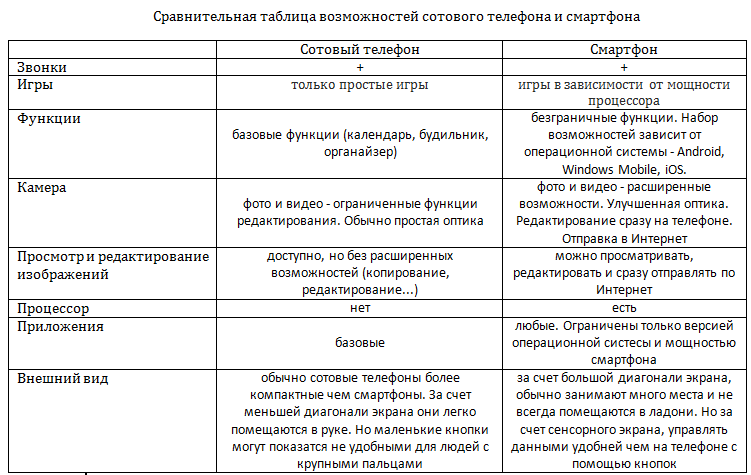 Сравнительная таблица возможностей сотового телефона и смартфона
Сотовый телефон
Смартфон
Звонки
+
+
Игры
только простые игры
игры в зависимости от мощности
процессора
Функции
базовые функции (календарь, будильник,
органайзер)
безграничные функции. Набор
возможностей зависит от
операционной системы - Android,
Windows Mobile, iOS.
Камера
фото и видео - ограниченные функции
редактирования. Обычно простая оптика
фото и видео - расширенные
возможности. Улучшенная оптика.
Редактирование сразу на телефоне.
Отправка в Интернет
Просмотр и редактирование
изображений
доступно, но без расширенных
возможностей (копирование,
редактирование...)
можно просматривать,
редактировать и сразу отправлять по
Интернет
Процессор
нет
есть
Приложения
базовые
любые. Ограничены только версией
операционной систесы и мощностью
смартфона
Внешний вид
обычно сотовые телефоны более
компактные чем смартфоны. За счет
меньшей диагонали экрана они легко
помещаются в руке. Но маленькие кнопки
могут показатся не удобными для людей с
крупными пальцами
за счет большой диагонали экрана,
обычно занимают много места и не
всегда помещаются в ладони. Но за
счет сенсорного экрана, управлять
данными удобней чем на телефоне с
помощью кнопок